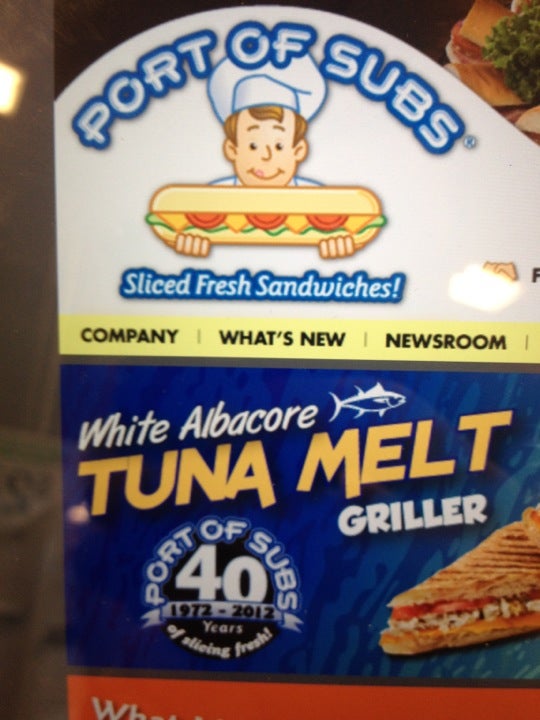 PORT OF SUBS®
Sliced Fresh Sandwiches!
COMPANY | WHAT'S NEW | NEWSROOM |
White Albacore
TUNA MELT
GRILLER
PORT OF SUBS
40
1972 - 2012
Years
of slicing fresh!